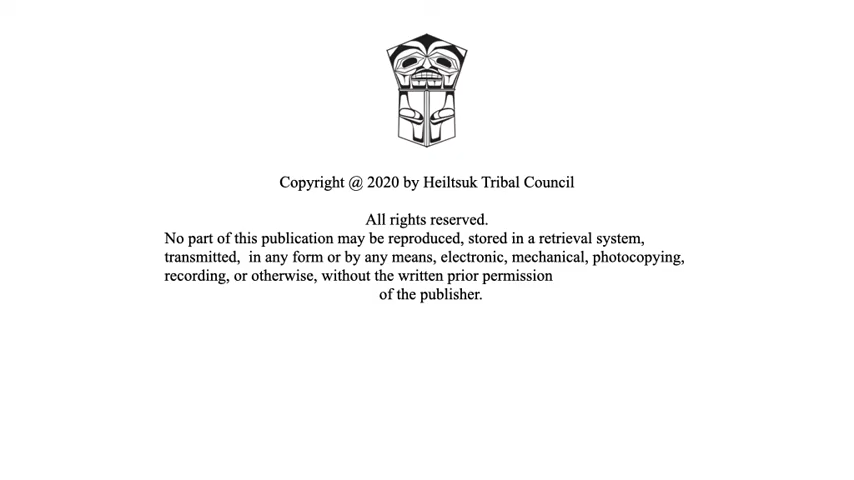 Copyright @ 2020 by Heiltsuk Tribal Council
All rights reserved.
No part of this publication may be reproduced, stored in a retrieval system,
transmitted,  in any form or by any means, electronic, mechanical, photocopying,
recording, or otherwise, without the written prior permission
of the publisher.